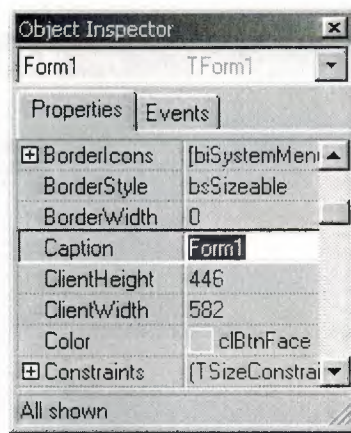 Object Inspector
Form1 TForm1
Properties Events
BorderIcons [biSystemMen
BorderStyle bsSizeable
BorderWidth 0
Caption Form1
ClientHeight 446
ClientWidth 582
Color clBtnFace
Constraints (TSizeConstrai
All shown